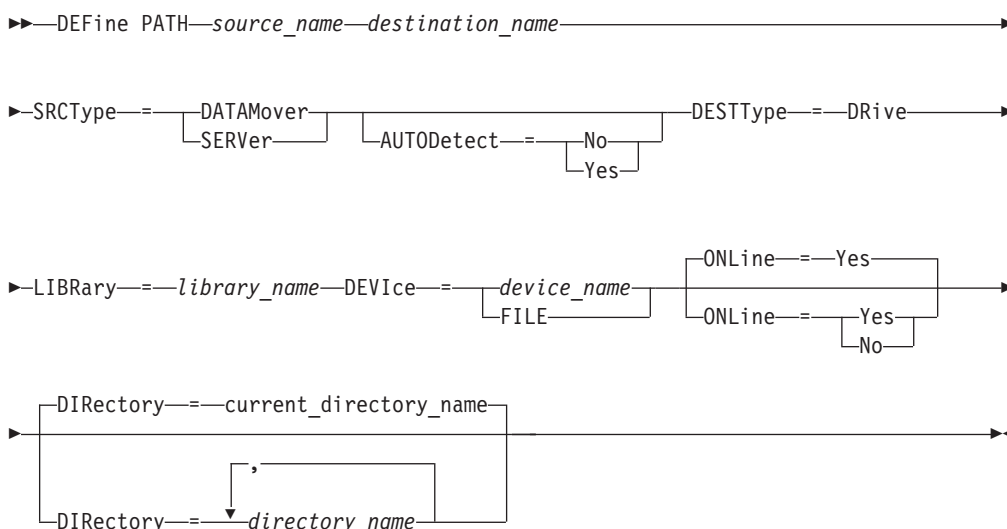 DEFine PATH source_name destination_name
SRCType = DATAMover DESTType = DRive
SERVer AUTODetect = No
Yes
ONLine = Yes
LIBRary = library_name DEVIce = device_name
FILE ONLine = Yes
No
DIRectory = current_directory_name
,
DIRectory = directory_name